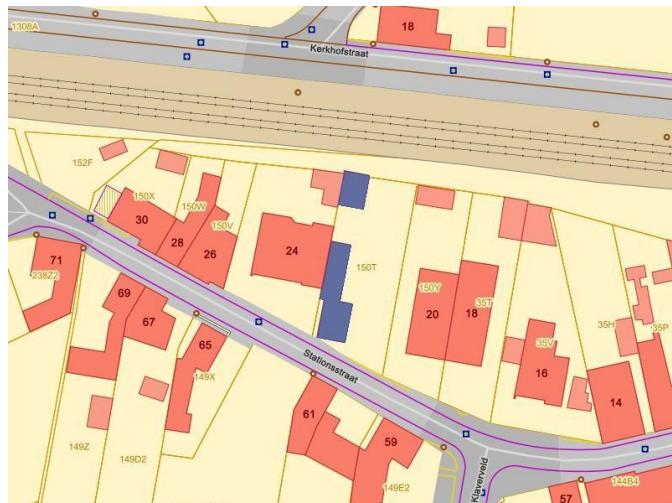 1308A
18
Kerkhofstraat
152F
150X
150W
150V
30
28
26
24
150T
150Y
20
18
35T
35V
16
35H
35P
14
71
238Z2
69
67
65
149X
Stationsstraat
61
59
149Z
149D2
149E2
Klaverveld
57
144B4